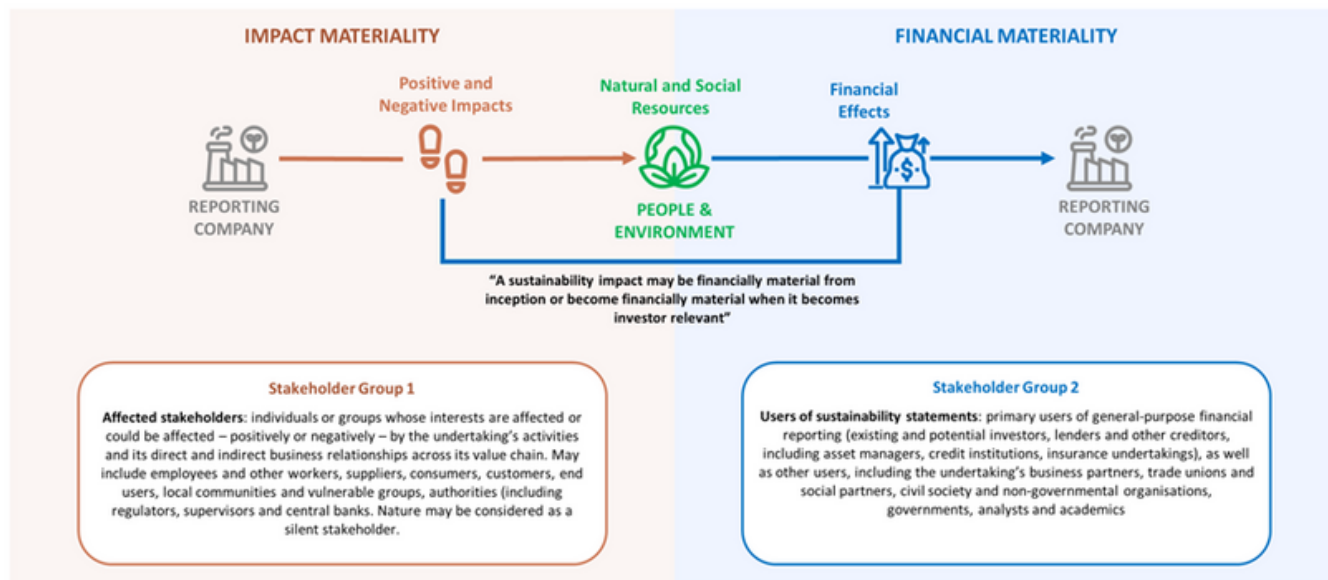 IMPACT MATERIALITY
FINANCIAL MATERIALITY
Positive and
Negative Impacts
Natural and Social
Resources
Financial
Effects
$
REPORTING
COMPANY
PEOPLE &
ENVIRONMENT
REPORTING
COMPANY
“A sustainability impact may be financially material from
inception or become financially material when it becomes
investor relevant”
Stakeholder Group 1
Affected stakeholders: individuals or groups whose interests are affected or
could be affected – positively or negatively – by the undertaking’s activities
and its direct and indirect business relationships across its value chain. May
include employees and other workers, suppliers, consumers, customers, end
users, local communities and vulnerable groups, authorities (including
regulators, supervisors and central banks. Nature may be considered as a
silent stakeholder.
Stakeholder Group 2
Users of sustainability statements: primary users of general-purpose financial
reporting (existing and potential investors, lenders and other creditors,
including asset managers, credit institutions, insurance undertakings), as well
as other users, including the undertaking’s business partners, trade unions and
social partners, civil society and non-governmental organisations,
governments, analysts and academics